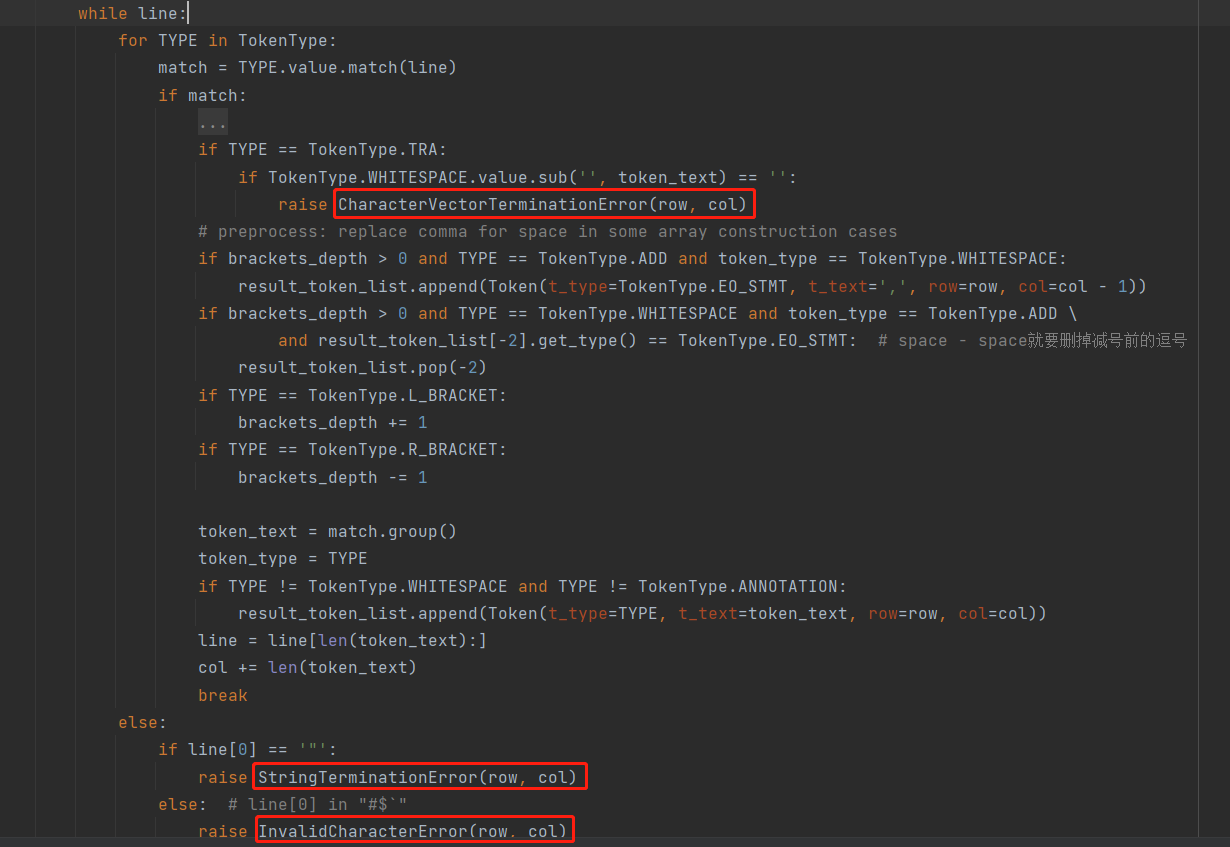 while line:
    for TYPE in TokenType:
        match = TYPE.value.match(line)
        if match:
            ...
            if TYPE == TokenType.TRA:
                if TokenType.WHITESPACE.value.sub('', token_text) == '':
                    raise CharacterVectorTerminationError(row, col)
            # preprocess: replace comma for space in some array construction cases
            if brackets_depth > 0 and TYPE == TokenType.ADD and token_type == TokenType.WHITESPACE:
                result_token_list.append(Token(t_type=TokenType.EO_STMT, t_text=',', row=row, col=col - 1))
            if brackets_depth > 0 and TYPE == TokenType.WHITESPACE and token_type == TokenType.ADD \
                    and result_token_list[-2].get_type() == TokenType.EO_STMT:  # space - space就要删掉减号前的逗号
                result_token_list.pop(-2)
            if TYPE == TokenType.L_BRACKET:
                brackets_depth += 1
            if TYPE == TokenType.R_BRACKET:
                brackets_depth -= 1
            token_text = match.group()
            token_type = TYPE
            if TYPE != TokenType.WHITESPACE and TYPE != TokenType.ANNOTATION:
                result_token_list.append(Token(t_type=TYPE, t_text=token_text, row=row, col=col))
            line = line[len(token_text):]
            col += len(token_text)
            break
    else:
        if line[0] == '"':
            raise StringTerminationError(row, col)
        else:  # line[0] in "#$`"
            raise InvalidCharacterError(row, col)